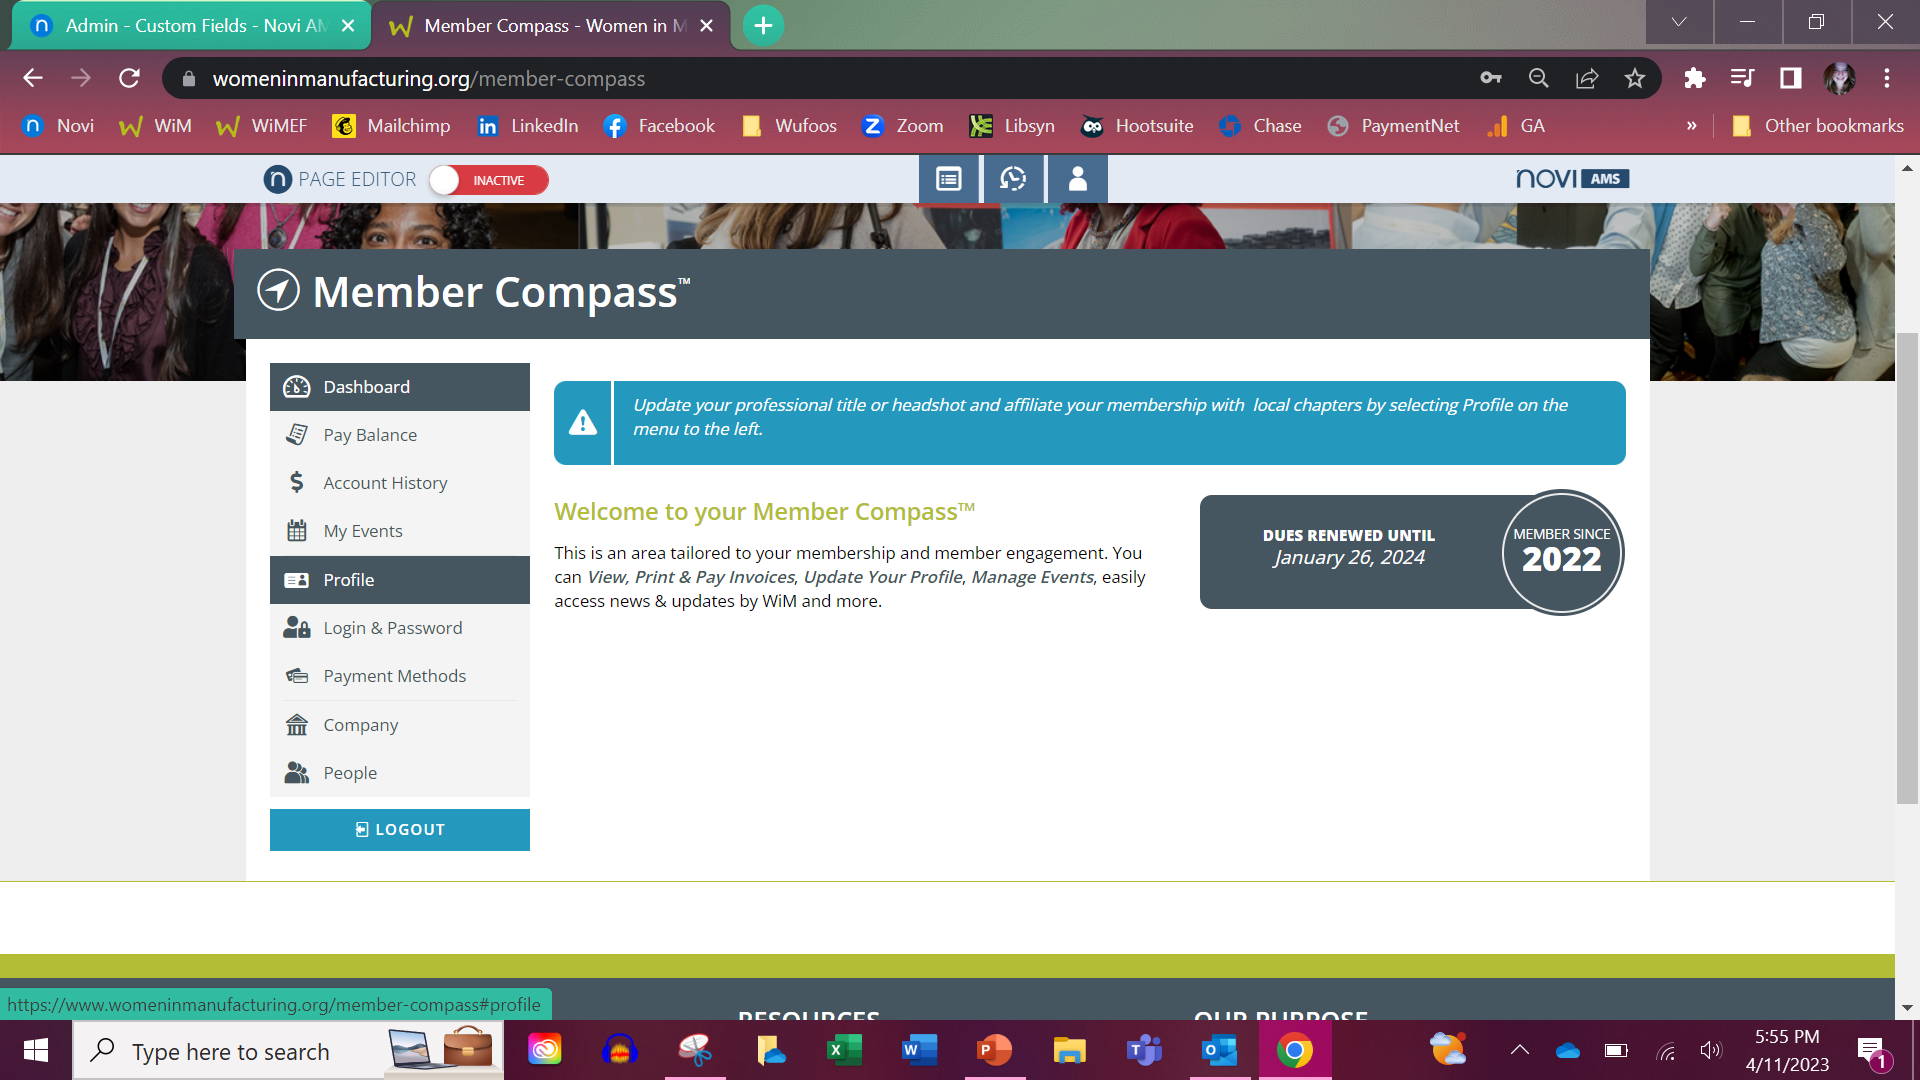 Admin - Custom Fields - Novi AM
Member Compass - Women in M
womeninmanufacturing.org/member-compass
Novi
WiM
WiMEF
Mailchimp
LinkedIn
Facebook
Wufoos
Zoom
Libsyn
Hootsuite
Chase
PaymentNet
GA
»
Other bookmarks
PAGE EDITOR
INACTIVE
NOVI AMS
Member Compass™
Dashboard
Pay Balance
Account History
My Events
Profile
Login & Password
Payment Methods
Company
People
LOGOUT
Update your professional title or headshot and affiliate your membership with local chapters by selecting Profile on the
menu to the left.
Welcome to your Member Compass™
This is an area tailored to your membership and member engagement. You
can View, Print & Pay Invoices, Update Your Profile, Manage Events, easily
access news & updates by WiM and more.
DUES RENEWED UNTIL
January 26, 2024
MEMBER SINCE
2022
RESOURCES
OUR PURPOSE
https://www.womeninmanufacturing.org/member-compass#profile
Type here to search
5:55 PM
4/11/2023
1